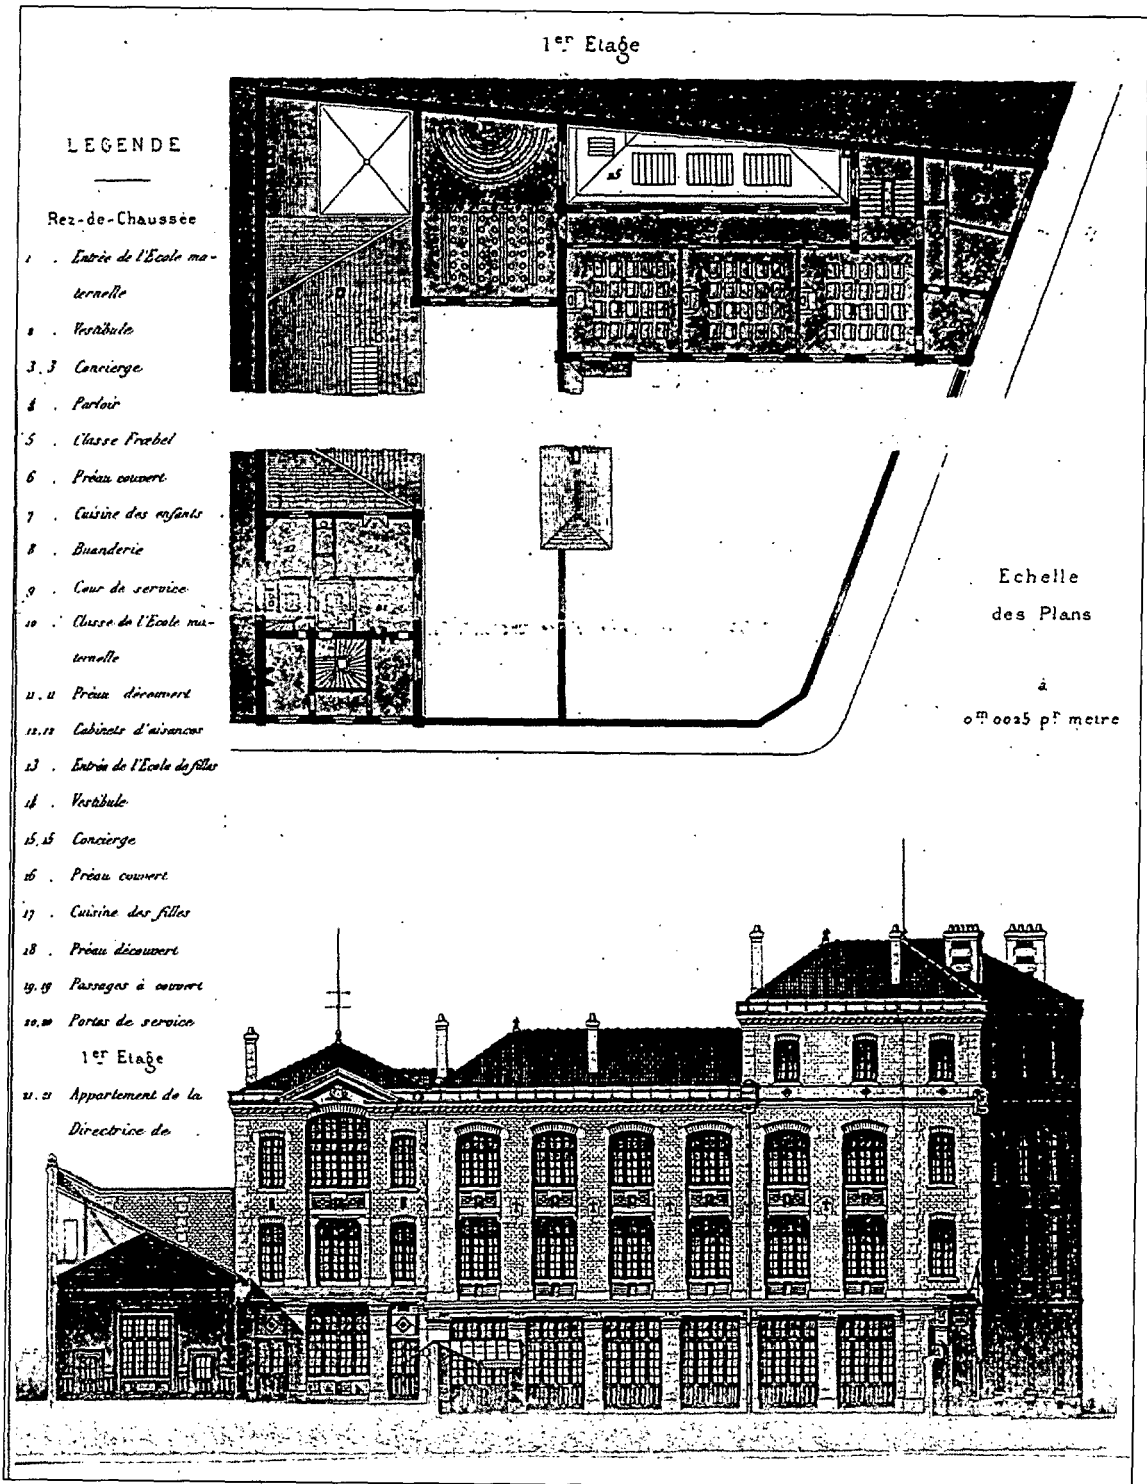 1er Etage
LEGENDE
Rez-de-Chaussée
1 . Entrée de l'Ecole ma-
ternelle
2 . Vestibule
3,3 Concierge
4 . Parloir
5 . Classe Frœbel
6 . Préau couvert
7 . Cuisine des enfants
8 . Buanderie
9 . Cour de service
10 . Classe de l'Ecole ma-
ternelle
11,11 Préau découvert
12,12 Cabinets d'aisances
13 . Entrée de l'Ecole de filles
14 . Vestibule
15,15 Concierge
16 . Préau couvert
17 . Cuisine des filles
18 . Préau découvert
19,19 Passages à couvert
20,20 Portes de service
1er Etage
21,21 Appartement de la
Directrice de
25
21
21
21
Echelle
des Plans
à
0m 0025 pr metre